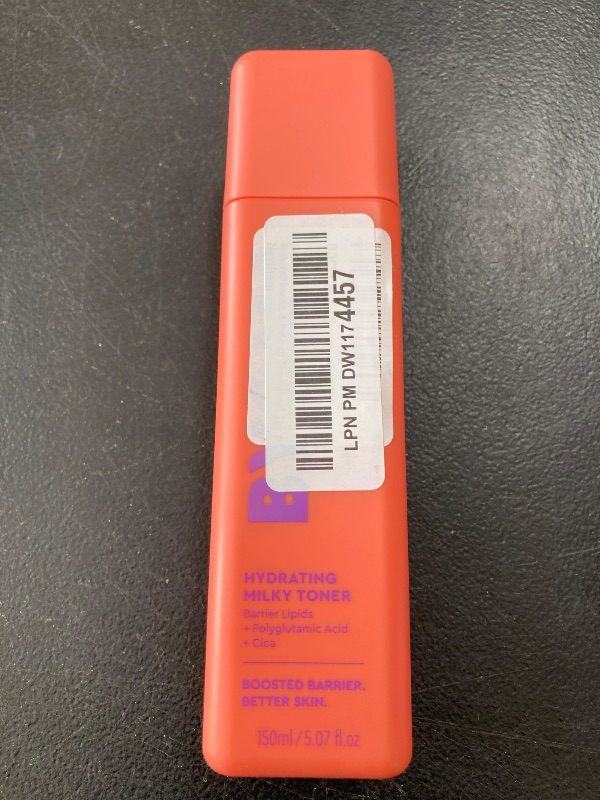 LPN PM DW1174457
HYDRATING
MILKY TONER
Barrier Lipids
+ Polyglutamic Acid
+ Cica
BOOSTED BARRIER.
BETTER SKIN.
150ml / 5.07 fl.oz